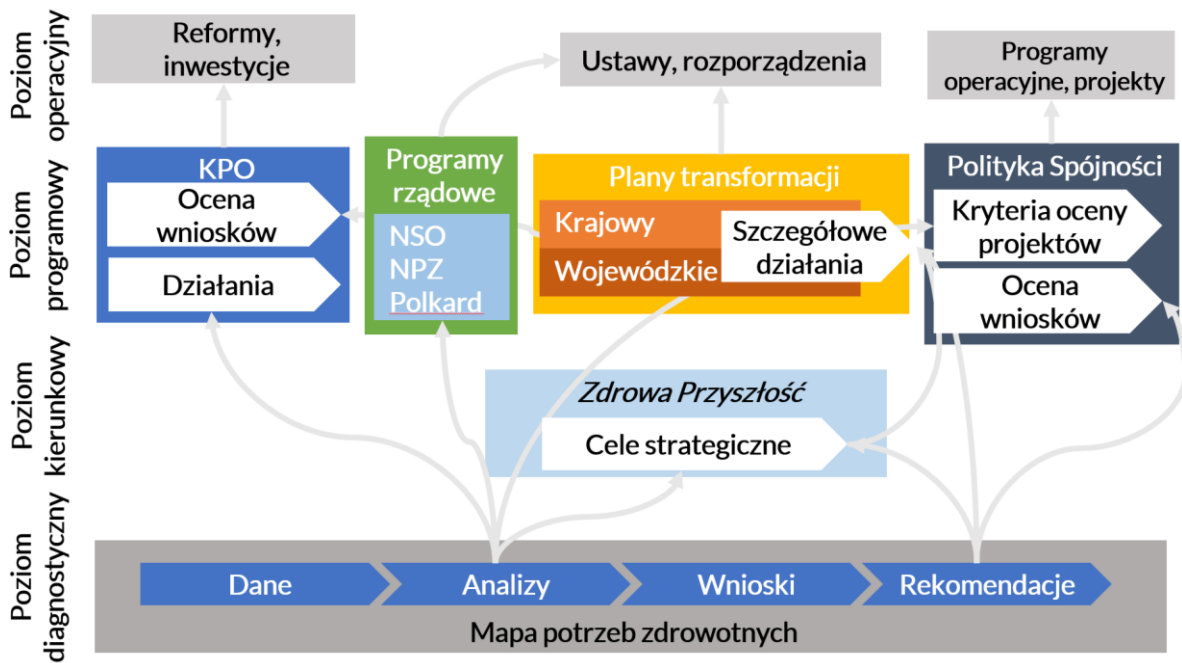 Poziom
operacyjny
Reformy,
inwestycje
Ustawy, rozporządzenia
Programy
operacyjne, projekty
Poziom
programowy
KPO
Ocena
wniosków
Działania
Programy
rządowe
NSO
NPZ
Polkard
Plany transformacji
Krajowy
Wojewódzkie
Szczegółowe
działania
Polityka Spójności
Kryteria oceny
projektów
Ocena
wniosków
Poziom
kierunkowy
Zdrowa Przyszłość
Cele strategiczne
Poziom
diagnostyczny
Dane
Analizy
Wnioski
Rekomendacje
Mapa potrzeb zdrowotnych